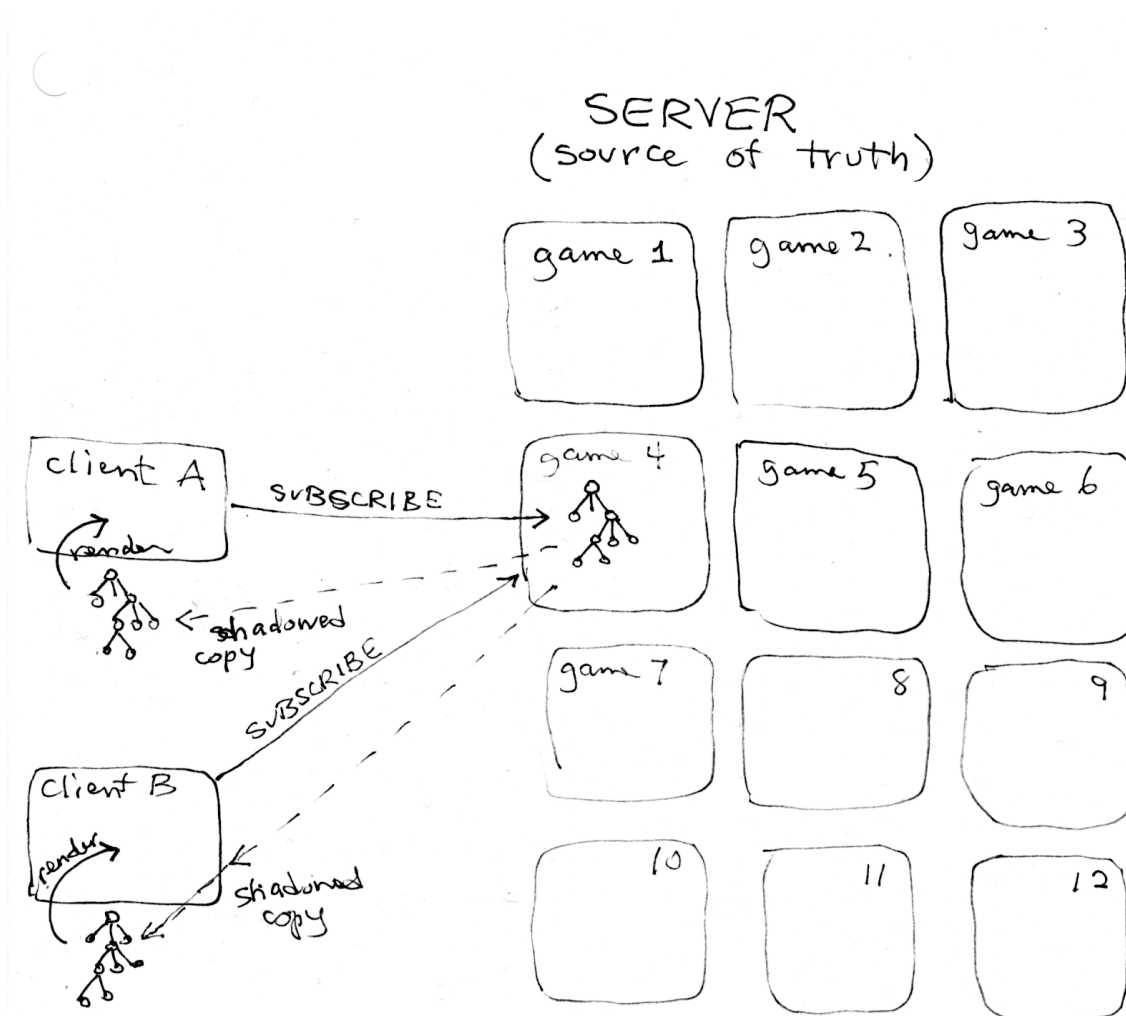 SERVER
(source of truth)
game 1
game 2.
game 3
client A
render
SUBSCRIBE
game 4
game 5
game 6
shadowed
copy
SUBSCRIBE
game 7
8
9
client B
render
shadowed
copy
10
11
12